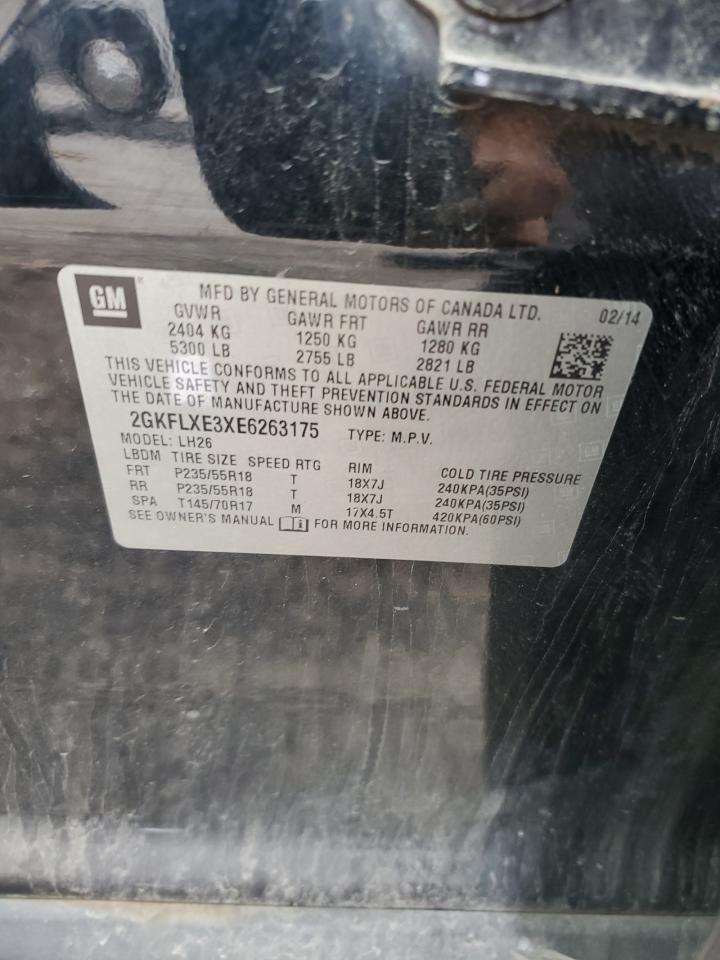 GM ® MFD BY GENERAL MOTORS OF CANADA LTD. 02/14
GVWR GAWR FRT GAWR RR
2404 KG 1250 KG 1280 KG
5300 LB 2755 LB 2821 LB
THIS VEHICLE CONFORMS TO ALL APPLICABLE U.S. FEDERAL MOTOR
VEHICLE SAFETY AND THEFT PREVENTION STANDARDS IN EFFECT ON
THE DATE OF MANUFACTURE SHOWN ABOVE.
2GKFLXE3XE6263175 TYPE: M.P.V.
MODEL: LH26
LBDM TIRE SIZE SPEED RTG RIM COLD TIRE PRESSURE
FRT P235/55R18 T 18X7J 240KPA(35PSI)
RR P235/55R18 T 18X7J 240KPA(35PSI)
SPA T145/70R17 M 17X4.5T 420KPA(60PSI)
SEE OWNER'S MANUAL i FOR MORE INFORMATION.